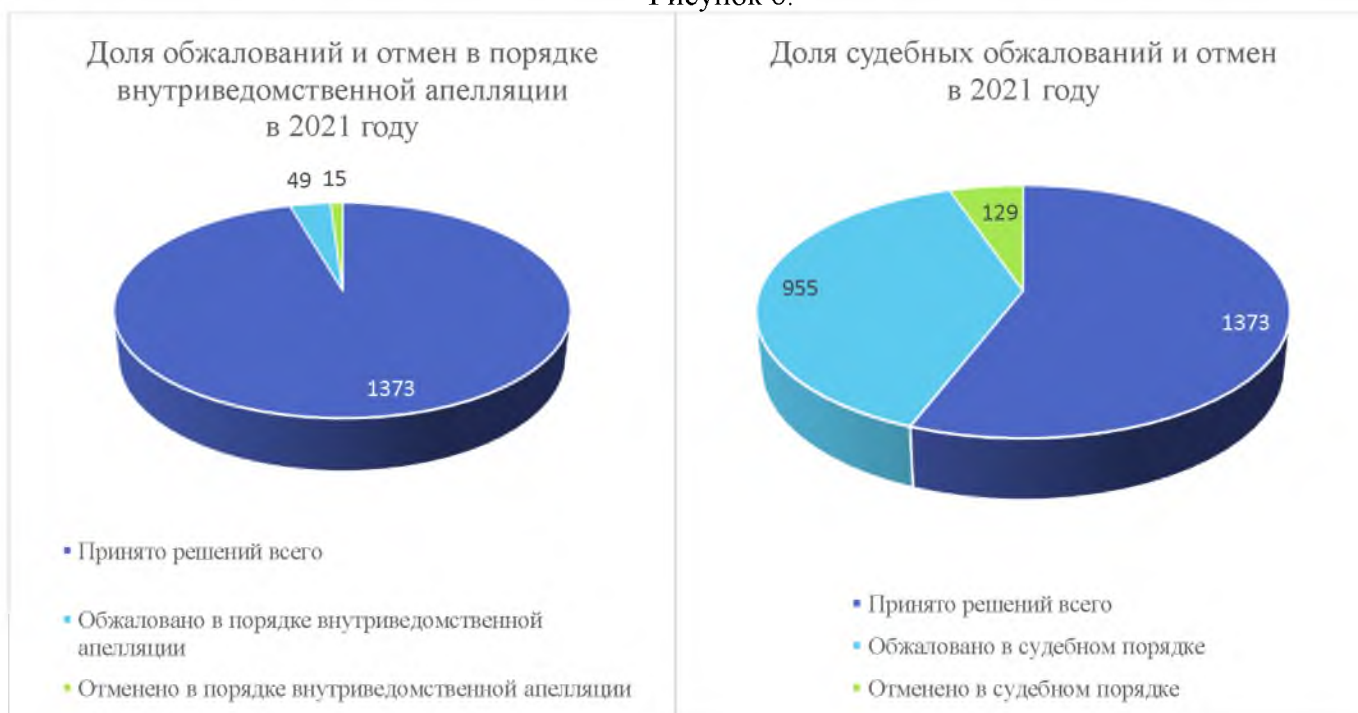 Рисунок 6.
Доля обжалований и отмен в порядке
внутриведомственной апелляции
в 2021 году
49 15
1373
▪ Принято решений всего
▪ Обжаловано в порядке внутриведомственной
апелляции
▪ Отменено в порядке внутриведомственной апелляции
Доля судебных обжалований и отмен
в 2021 году
129
955
1373
▪ Принято решений всего
▪ Обжаловано в судебном порядке
▪ Отменено в судебном порядке